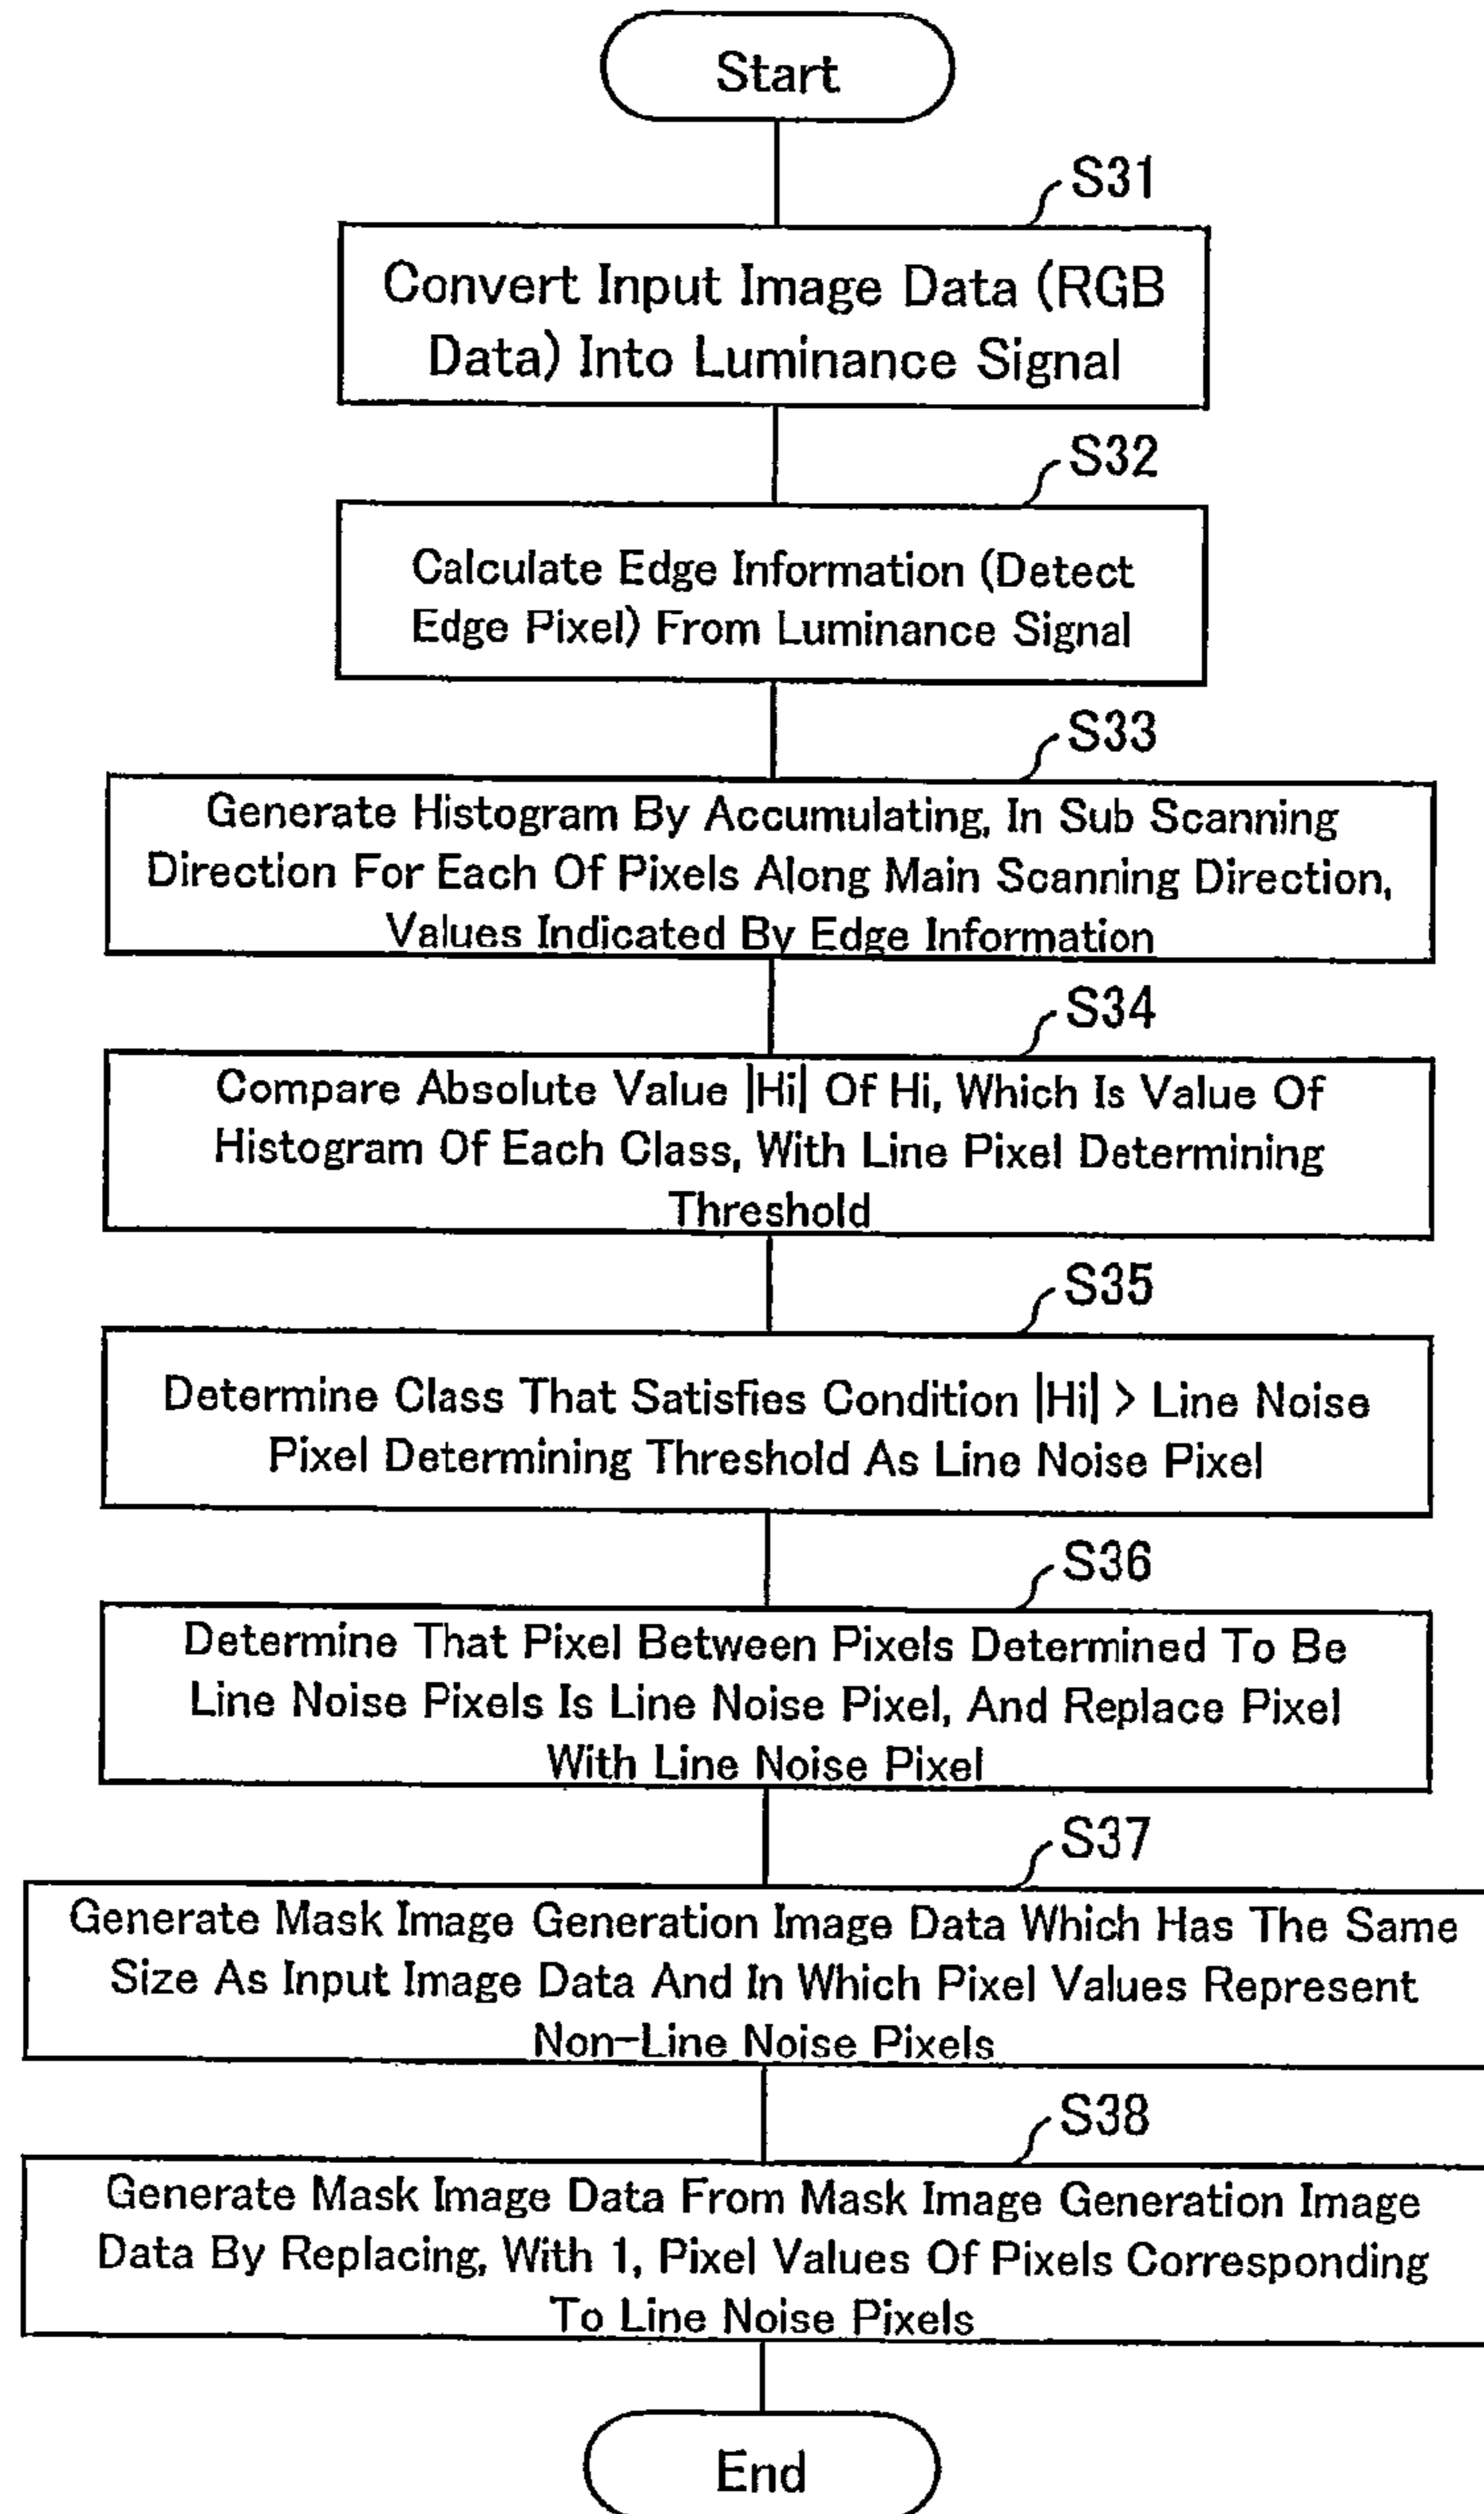 Start
S31
Convert Input Image Data (RGB
Data) Into Luminance Signal
S32
Calculate Edge Information (Detect
Edge Pixel) From Luminance Signal
S33
Generate Histogram By Accumulating, In Sub Scanning
Direction For Each Of Pixels Along Main Scanning Direction,
Values Indicated By Edge Information
S34
Compare Absolute Value |Hi| Of Hi, Which Is Value Of
Histogram Of Each Class, With Line Pixel Determining
Threshold
S35
Determine Class That Satisfies Condition |Hi| > Line Noise
Pixel Determining Threshold As Line Noise Pixel
S36
Determine That Pixel Between Pixels Determined To Be
Line Noise Pixels Is Line Noise Pixel, And Replace Pixel
With Line Noise Pixel
S37
Generate Mask Image Generation Image Data Which Has The Same
Size As Input Image Data And In Which Pixel Values Represent
Non-Line Noise Pixels
S38
Generate Mask Image Data From Mask Image Generation Image
Data By Replacing, With 1, Pixel Values Of Pixels Corresponding
To Line Noise Pixels
End